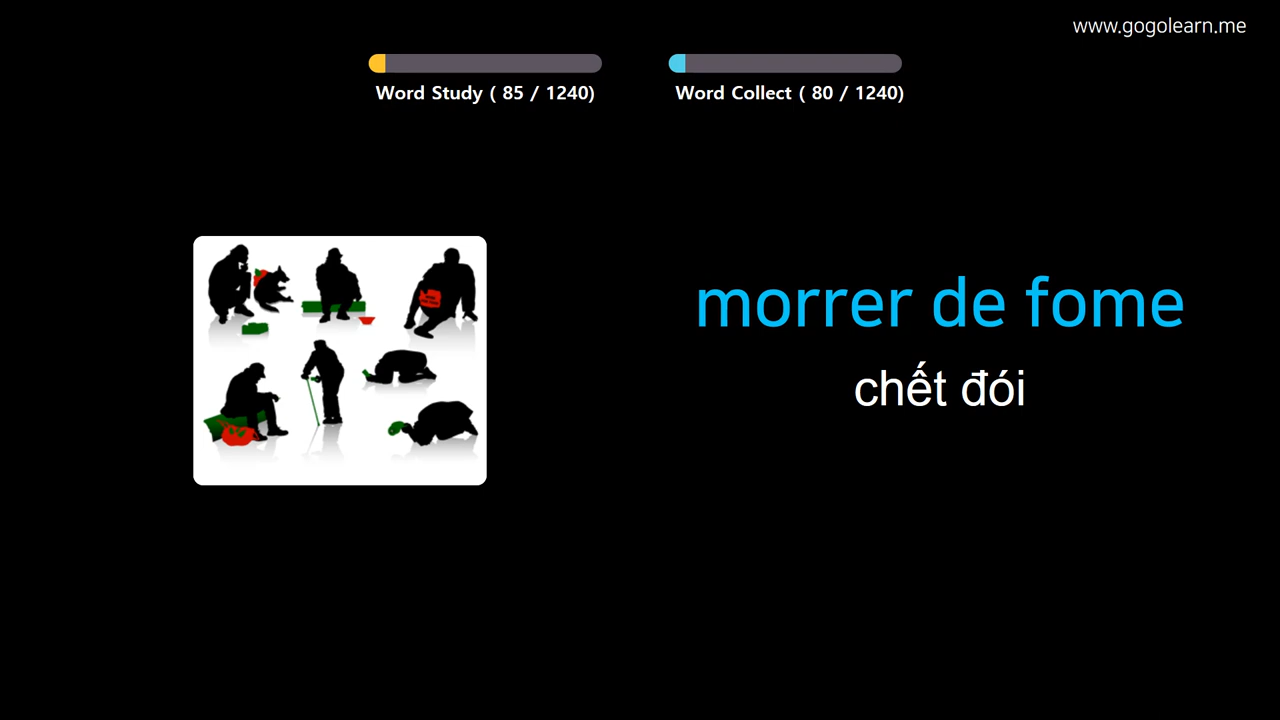 www.gogolearn.me
Word Study ( 85 / 1240)
Word Collect ( 80 / 1240)
morrer de fome
chết đói